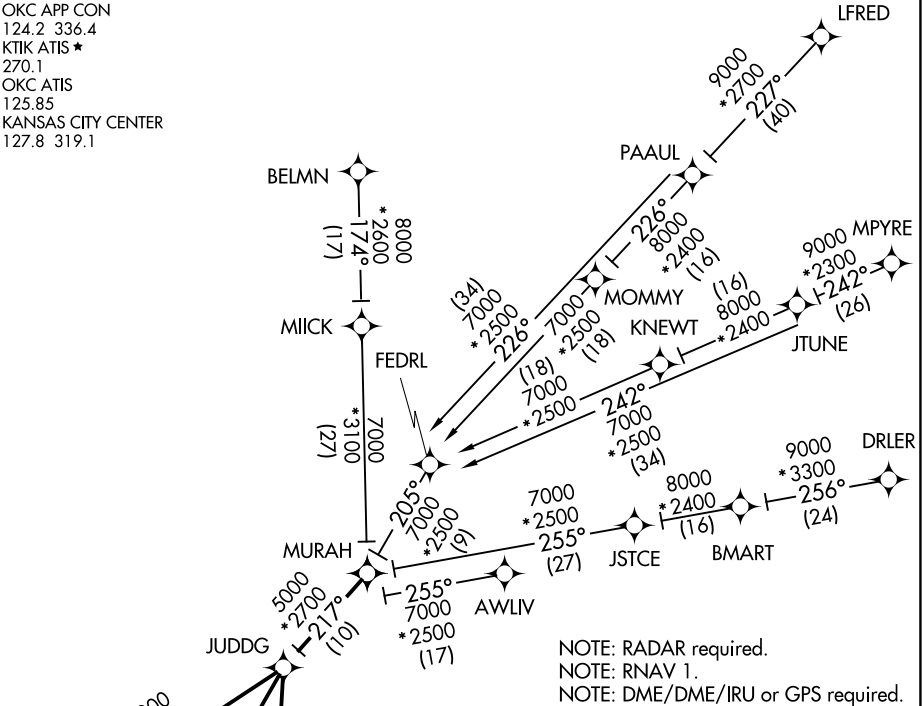 OKC APP CON
124.2 336.4
KTIK ATIS ★
270.1
OKC ATIS
125.85
KANSAS CITY CENTER
127.8 319.1
LFRED
9000
*2700
227°
(40)
PAAUL
BELMN
8000
*2600
174°
(17)
226°
8000
*2400
(16)
MPYRE
9000
*2300
242°
(26)
MOMMY
(16)
8000
*2400
JTUNE
MIICK
(34)
7000
*2500
226°
7000
*2500
(18)
KNEWT
FEDRL
(18)
7000
*2500
242°
7000
*2500
(34)
7000
*3100
(27)
DRLER
9000
*3300
256°
(24)
8000
*2400
(16)
BMART
205°
7000
*2500
(9)
7000
*2500
255°
(27)
JSTCE
MURAH
255°
7000
*2500
(17)
AWLIV
5000
*2700
217°
(10)
JUDDG
NOTE: RADAR required.
NOTE: RNAV 1.
NOTE: DME/DME/IRU or GPS required.